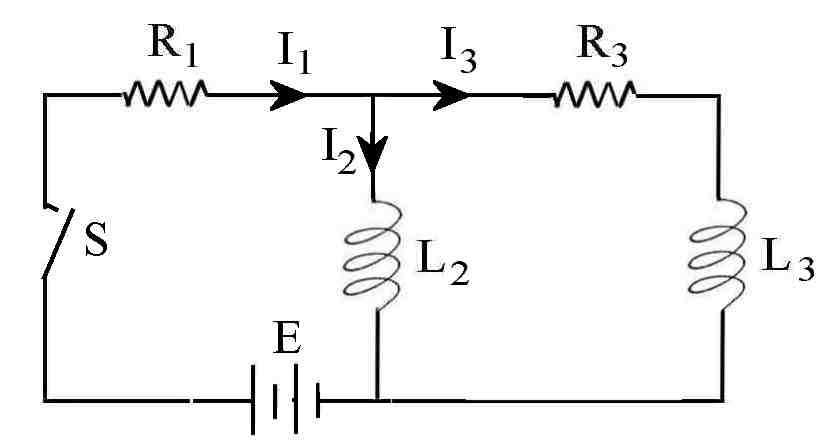 R1 I1 I3 R3
I2
S L2 L3
E